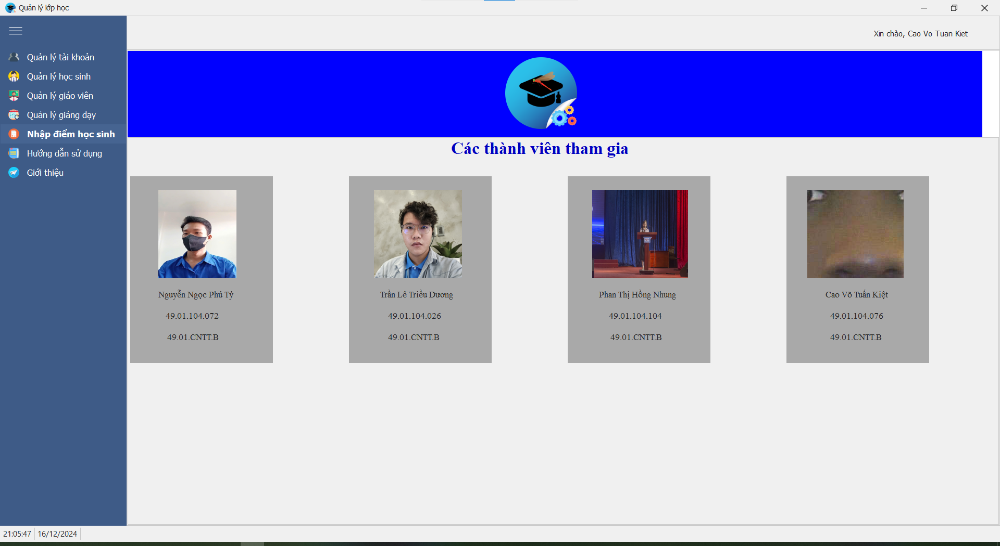 Quản lý lớp học
Xin chào, Cao Vo Tuan Kiet
Quản lý tài khoản
Quản lý học sinh
Quản lý giáo viên
Quản lý giảng dạy
Nhập điểm học sinh
Hướng dẫn sử dụng
Giới thiệu
Các thành viên tham gia
Nguyễn Ngọc Phú Tỷ
49.01.104.072
49.01.CNTT.B
Trần Lê Triều Dương
49.01.104.026
49.01.CNTT.B
Phan Thị Hồng Nhung
49.01.104.104
49.01.CNTT.B
Cao Võ Tuấn Kiệt
49.01.104.076
49.01.CNTT.B
21:05:47 16/12/2024